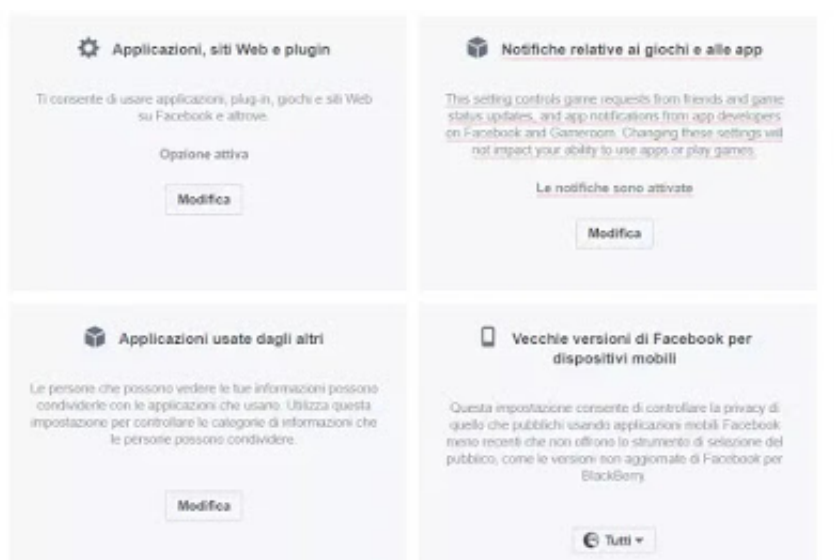 Applicazioni, siti Web e plugin
Ti consente di usare applicazioni, plug-in, giochi e siti Web
su Facebook e altrove.
Opzione attiva
Modifica
Notifiche relative ai giochi e alle app
This setting controls game requests from friends and game
status updates, and app notifications from app developers
on Facebook and Gameroom. Changing these settings will
not impact your ability to use apps or play games.
Le notifiche sono attivate
Modifica
Applicazioni usate dagli altri
Le persone che possono vedere le tue informazioni possono
condividerle con le applicazioni che usano. Utilizza questa
impostazione per controllare le categorie di informazioni che
le persone possono condividere.
Modifica
Vecchie versioni di Facebook per
dispositivi mobili
Questa impostazione consente di controllare la privacy di
quello che pubblichi usando applicazioni mobili Facebook
meno recenti che non offrono lo strumento di selezione del
pubblico, come le versioni non aggiornate di Facebook per
BlackBerry.
Tutti